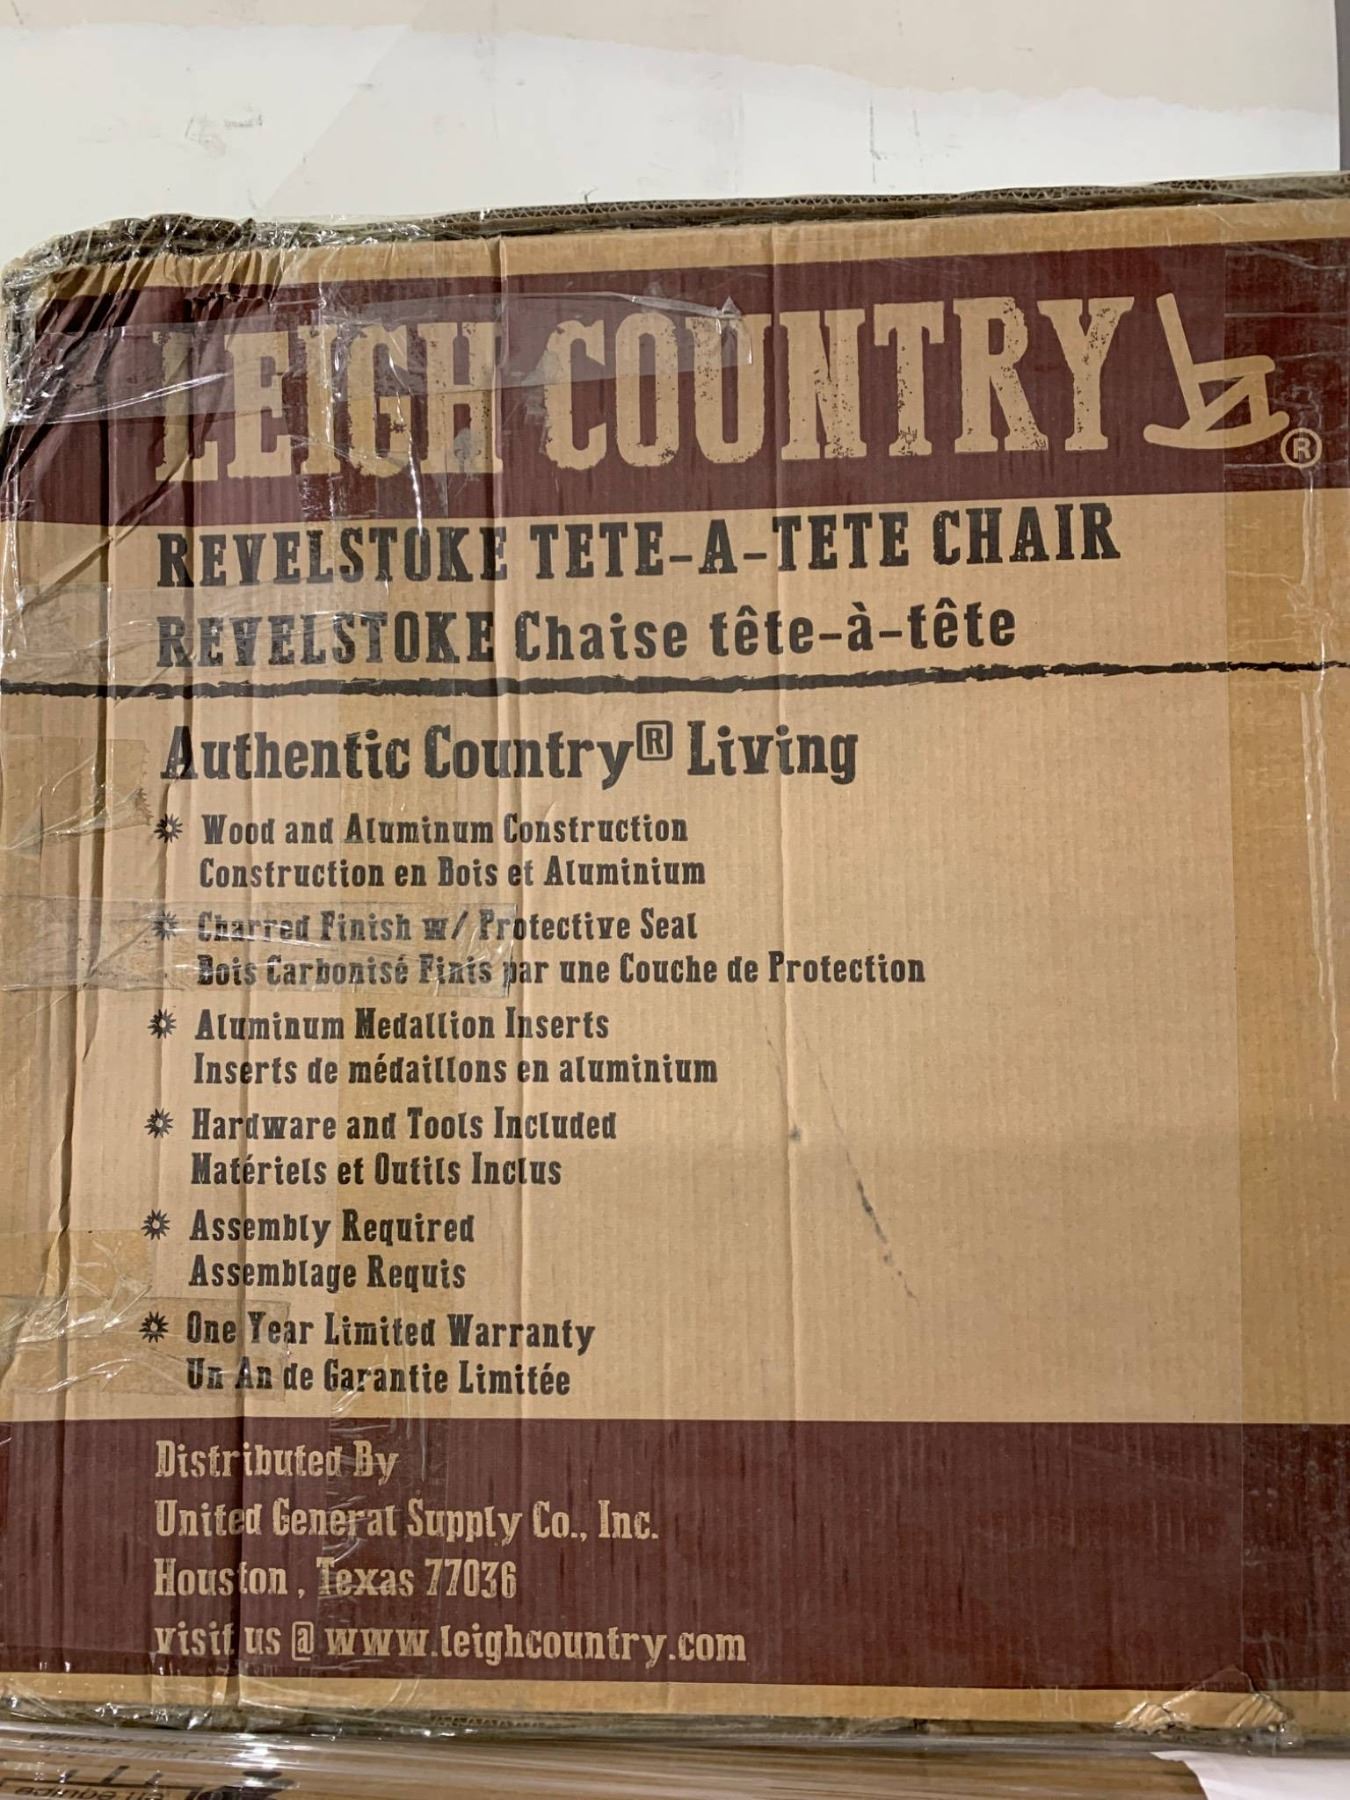 LEIGH COUNTRY ®
REVELSTOKE TETE-A-TETE CHAIR
REVELSTOKE Chaise tête-à-tête
Authentic Country® Living
Wood and Aluminum Construction
Construction en Bois et Aluminium
Charred Finish w/ Protective Seal
Bois Carbonisé Finis par une Couche de Protection
Aluminum Medallion Inserts
Inserts de médaillons en aluminium
Hardware and Tools Included
Matériels et Outils Inclus
Assembly Required
Assemblage Requis
One Year Limited Warranty
Un An de Garantie Limitée
Distributed By
United General Supply Co., Inc.
Houston, Texas 77036
visit us @ www.leighcountry.com